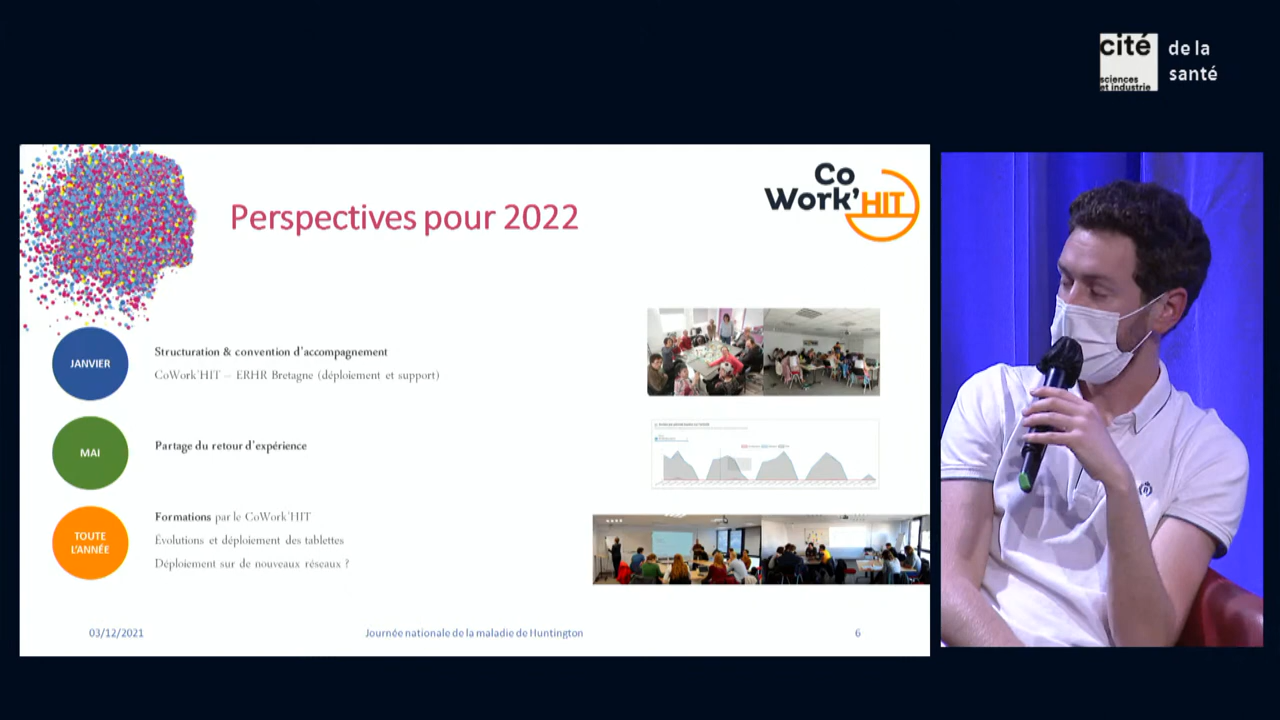 cité
sciences
et industrie
de la
santé
Perspectives pour 2022
Co
Work'HIT
JANVIER
Structuration & convention d'accompagnement
CoWork'HIT – ERHR Bretagne (déploiement et support)
MAI
Partage du retour d'expérience
TOUTE
L'ANNÉE
Formations par le CoWork'HIT
Évolutions et déploiement des tablettes
Déploiement sur de nouveaux réseaux ?
03/12/2021
Journée nationale de la maladie de Huntington
6